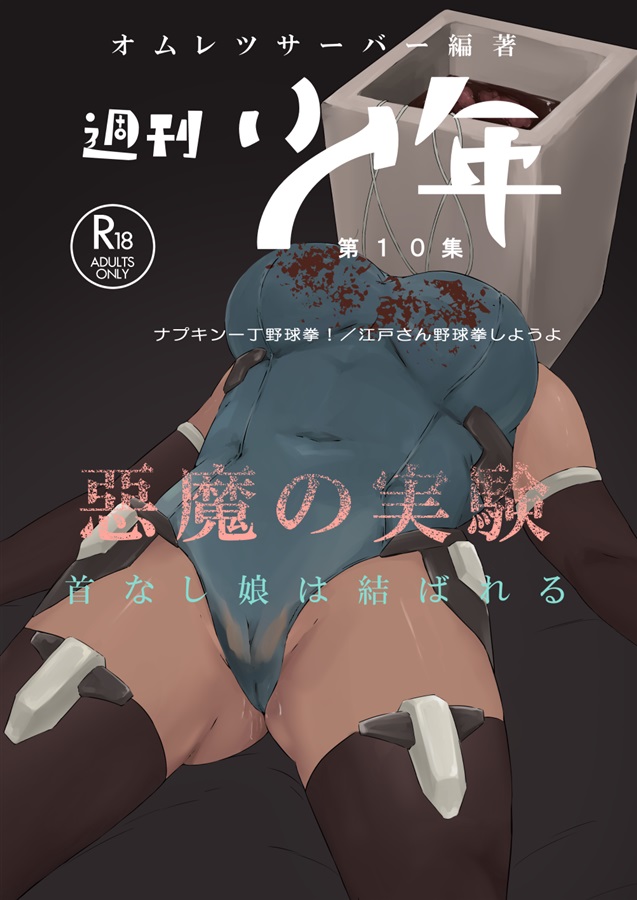 オムレツサーバー編著
週刊少年
R18
ADULTS
ONLY
第10集
ナプキン一丁野球拳!/江戸さん野球拳しようよ
悪魔の実験
首なし娘は結ばれる